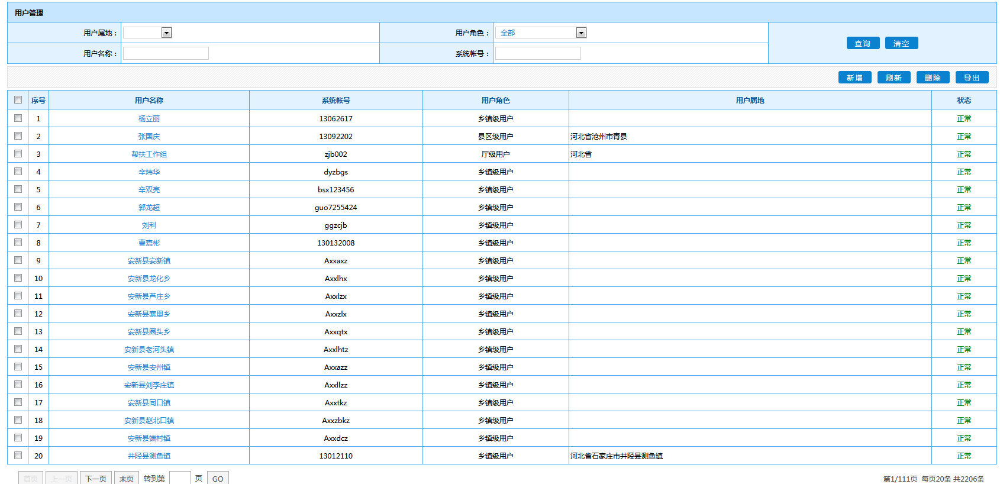 用户管理
用户属地： 用户角色： 全部
查询 清空
用户名称： 系统帐号：
新增 刷新 删除 导出
序号 用户名称 系统帐号 用户角色 用户属地 状态
1 杨立丽 13062617 乡镇级用户 正常
2 张国庆 13092202 县区级用户 河北省沧州市青县 正常
3 帮扶工作组 zjb002 厅级用户 河北省 正常
4 辛炜华 dyzbgs 乡镇级用户 正常
5 辛双亮 bsx123456 乡镇级用户 正常
6 郭龙超 guo7255424 乡镇级用户 正常
7 刘利 ggzcjb 乡镇级用户 正常
8 曹嘉彬 130132008 乡镇级用户 正常
9 安新县安新镇 Axxaxz 乡镇级用户 正常
10 安新县龙化乡 Axxlhx 乡镇级用户 正常
11 安新县芦庄乡 Axxlzx 乡镇级用户 正常
12 安新县寨里乡 Axxzlx 乡镇级用户 正常
13 安新县圈头乡 Axxqtx 乡镇级用户 正常
14 安新县老河头镇 Axxlhtz 乡镇级用户 正常
15 安新县安州镇 Axxazz 乡镇级用户 正常
16 安新县刘李庄镇 Axxllzz 乡镇级用户 正常
17 安新县同口镇 Axxtkz 乡镇级用户 正常
18 安新县赵北口镇 Axxzbkz 乡镇级用户 正常
19 安新县端村镇 Axxdcz 乡镇级用户 正常
20 井陉县测鱼镇 13012110 乡镇级用户 河北省石家庄市井陉县测鱼镇 正常
首页 上一页 下一页 末页 转到第 页 GO 第1/111页 每页20条 共2206条